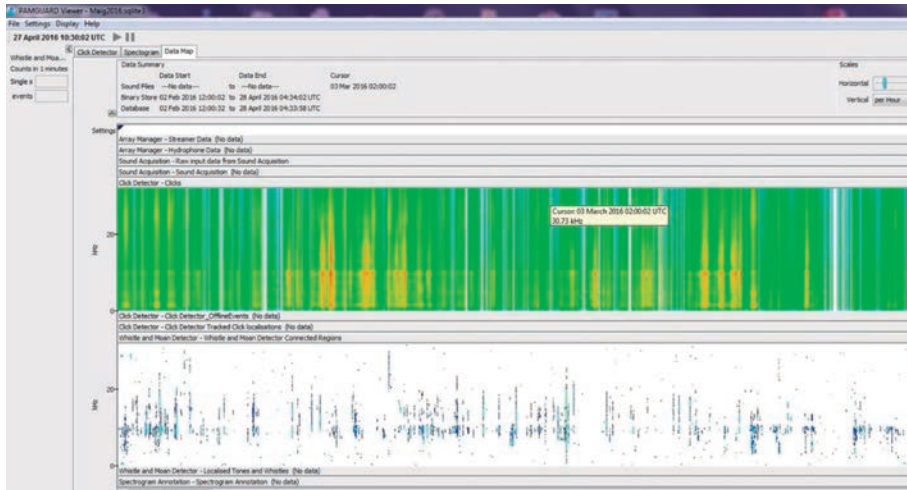 PAMGUARD Viewer - Maig2016.sqlite3
File Settings Display Help
27 April 2016 10:30:02 UTC
Whistle and Moa...
Counts in 1 minutes
Single s
events
Click Detector Spectrogram Data Map
Data Summary
Data Start Data End Cursor
Sound Files ---No data--- to ---No data--- 03 Mar 2016 02:00:02
Binary Store 02 Feb 2016 12:00:02 to 28 April 2016 04:34:02 UTC
Database 02 Feb 2016 12:00:32 to 28 April 2016 04:33:58 UTC
Scales
Horizontal
Vertical per Hour
Settings
Array Manager - Streamer Data (No data)
Array Manager - Hydrophone Data (No data)
Sound Acquisition - Raw input data from Sound Acquisition
Sound Acquisition - Sound Acquisition (No data)
Click Detector - Clicks
Cursor: 03 March 2016 02:00:02 UTC
30.73 kHz
20
kHz
0
Click Detector - Click Detector_OfflineEvents (No data)
Click Detector - Click Detector Tracked Click localisations (No data)
Whistle and Moan Detector - Whistle and Moan Detector Connected Regions
20
kHz
0
Whistle and Moan Detector - Localised Tones and Whistles (No data)
Spectrogram Annotation - Spectrogram Annotation (No data)